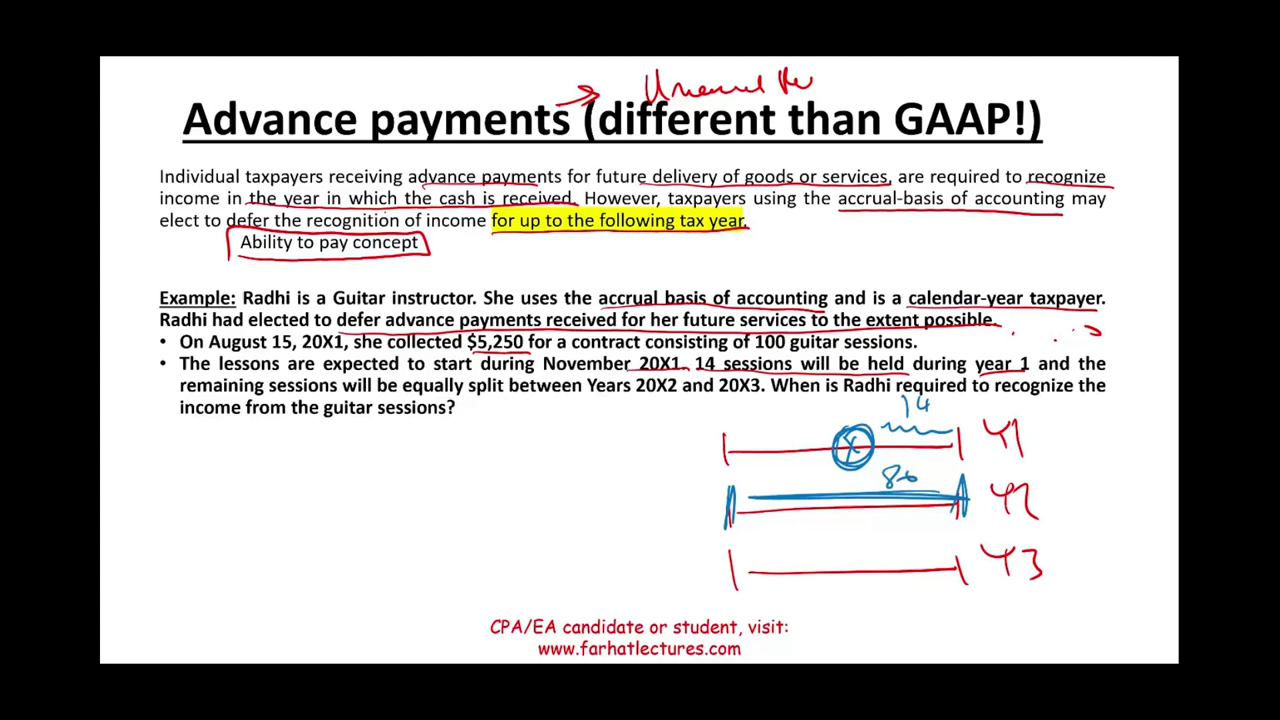 Advance payments (different than GAAP!)
Individual taxpayers receiving advance payments for future delivery of goods or services, are required to recognize
income in the year in which the cash is received. However, taxpayers using the accrual-basis of accounting may
elect to defer the recognition of income for up to the following tax year.
Ability to pay concept
Example: Radhi is a Guitar instructor. She uses the accrual basis of accounting and is a calendar-year taxpayer.
Radhi had elected to defer advance payments received for her future services to the extent possible.
• On August 15, 20X1, she collected $5,250 for a contract consisting of 100 guitar sessions.
• The lessons are expected to start during November 20X1. 14 sessions will be held during year 1 and the
remaining sessions will be equally split between Years 20X2 and 20X3. When is Radhi required to recognize the
income from the guitar sessions?
14
X
Y1
86
Y2
Y3
CPA/EA candidate or student, visit:
www.farhatlectures.com